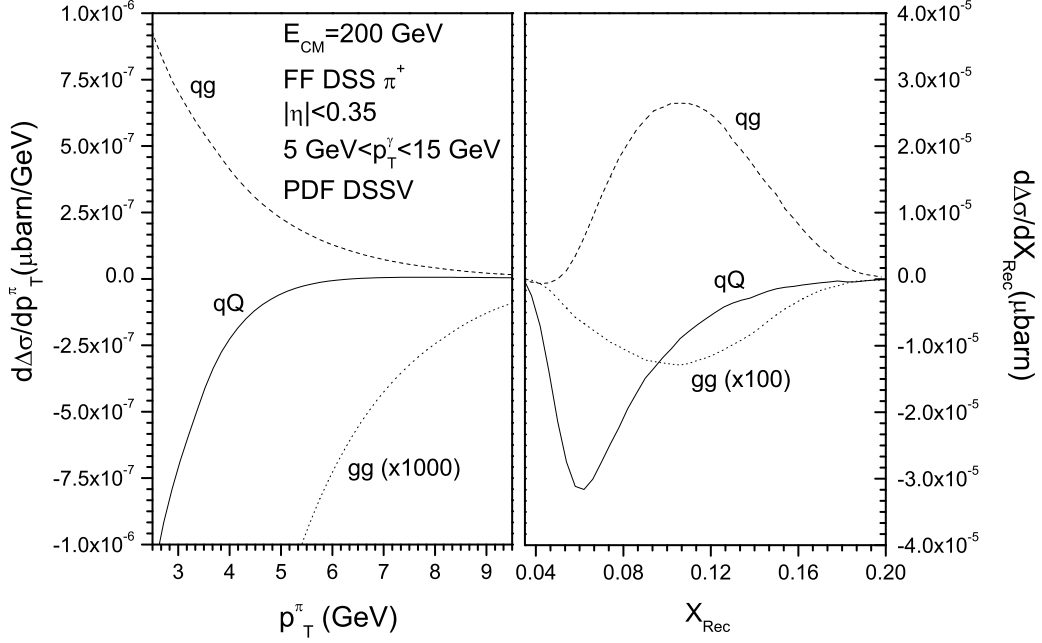 1.0x10⁻⁶
7.5x10⁻⁷
5.0x10⁻⁷
2.5x10⁻⁷
0.0
-2.5x10⁻⁷
-5.0x10⁻⁷
-7.5x10⁻⁷
-1.0x10⁻⁶
dΔσ/dp^π_T(μbarn/GeV)
E_CM=200 GeV
FF DSS π⁺
|η|<0.35
5 GeV<p^γ_T<15 GeV
PDF DSSV
qg
qQ
gg (x1000)
3 4 5 6 7 8 9
p^π_T (GeV)
qg
qQ
gg (x100)
0.04 0.08 0.12 0.16 0.20
X_Rec
4.0x10⁻⁵
3.0x10⁻⁵
2.0x10⁻⁵
1.0x10⁻⁵
0.0
-1.0x10⁻⁵
-2.0x10⁻⁵
-3.0x10⁻⁵
-4.0x10⁻⁵
dΔσ/dX_Rec(μbarn)